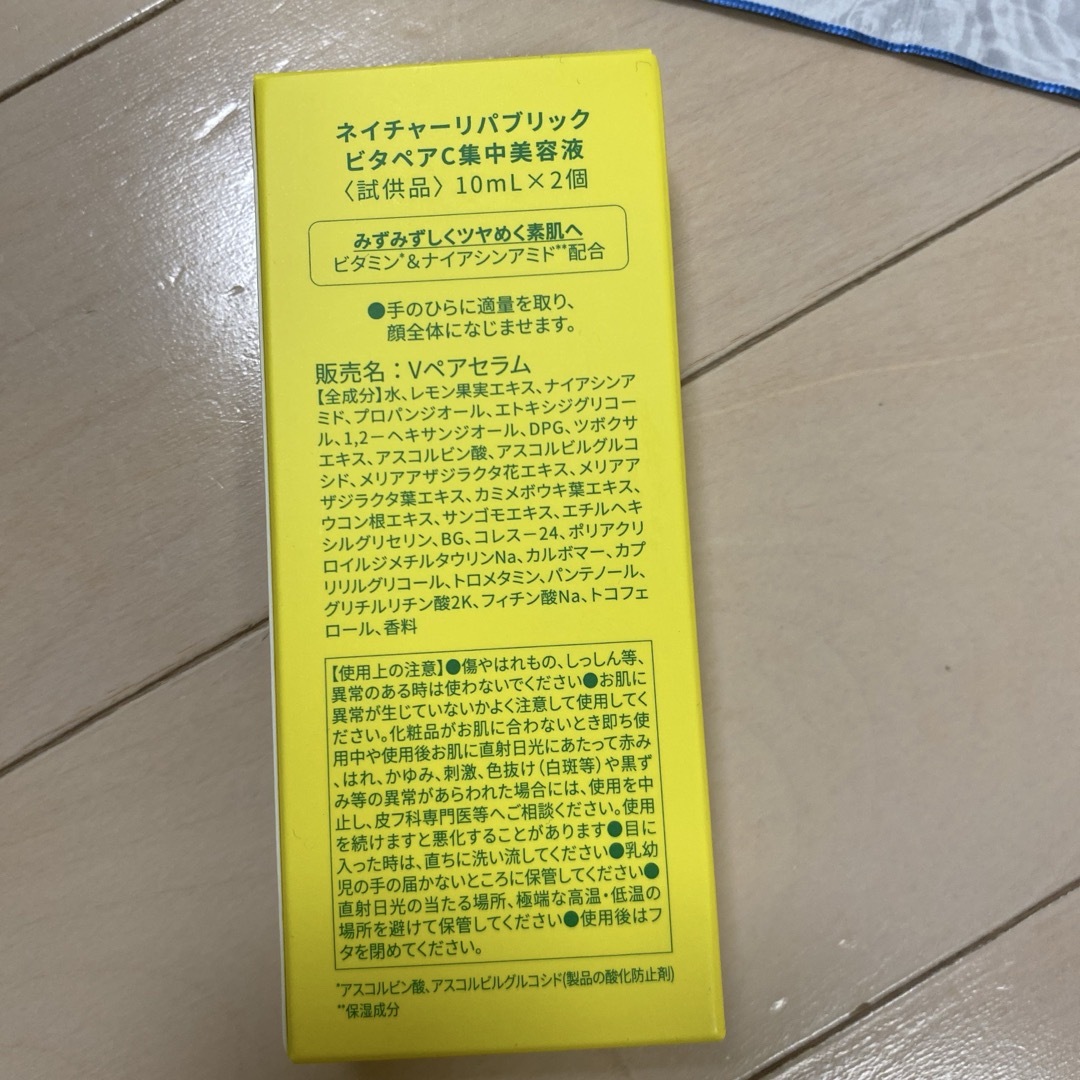 ネイチャーリパブリック
ビタペアC集中美容液
〈試供品〉10mL×2個
みずみずしくツヤめく素肌へ
ビタミン*&ナイアシンアミド**配合
●手のひらに適量を取り、
顔全体になじませます。
販売名：Vペアセラム
【全成分】水、レモン果実エキス、ナイアシンア
ミド、プロパンジオール、エトキシジグリコー
ル、1,2－ヘキサンジオール、DPG、ツボクサ
エキス、アスコルビン酸、アスコルビルグルコ
シド、メリアアザジラクタ花エキス、メリアア
ザジラクタ葉エキス、カミメボウキ葉エキス、
ウコン根エキス、サンゴモエキス、エチルヘキ
シルグリセリン、BG、コレス－24、ポリアクリ
ロイルジメチルタウリンNa、カルボマー、カプ
リリルグリコール、トロメタミン、パンテノール、
グリチルリチン酸2K、フィチン酸Na、トコフェ
ロール、香料
【使用上の注意】●傷やはれもの、しっしん等、
異常のある時は使わないでください●お肌に
異常が生じていないかよく注意して使用してく
ださい。化粧品がお肌に合わないとき即ち使
用中や使用後お肌に直射日光にあたって赤み
、はれ、かゆみ、刺激、色抜け（白斑等）や黒ず
み等の異常があらわれた場合には、使用を中
止し、皮フ科専門医等へご相談ください。使用
を続けますと悪化することがあります●目に
入った時は、直ちに洗い流してください●乳幼
児の手の届かないところに保管してください●
直射日光の当たる場所、極端な高温・低温の
場所を避けて保管してください●使用後はフ
タを閉めてください。
*アスコルビン酸、アスコルビルグルコシド(製品の酸化防止剤)
**保湿成分